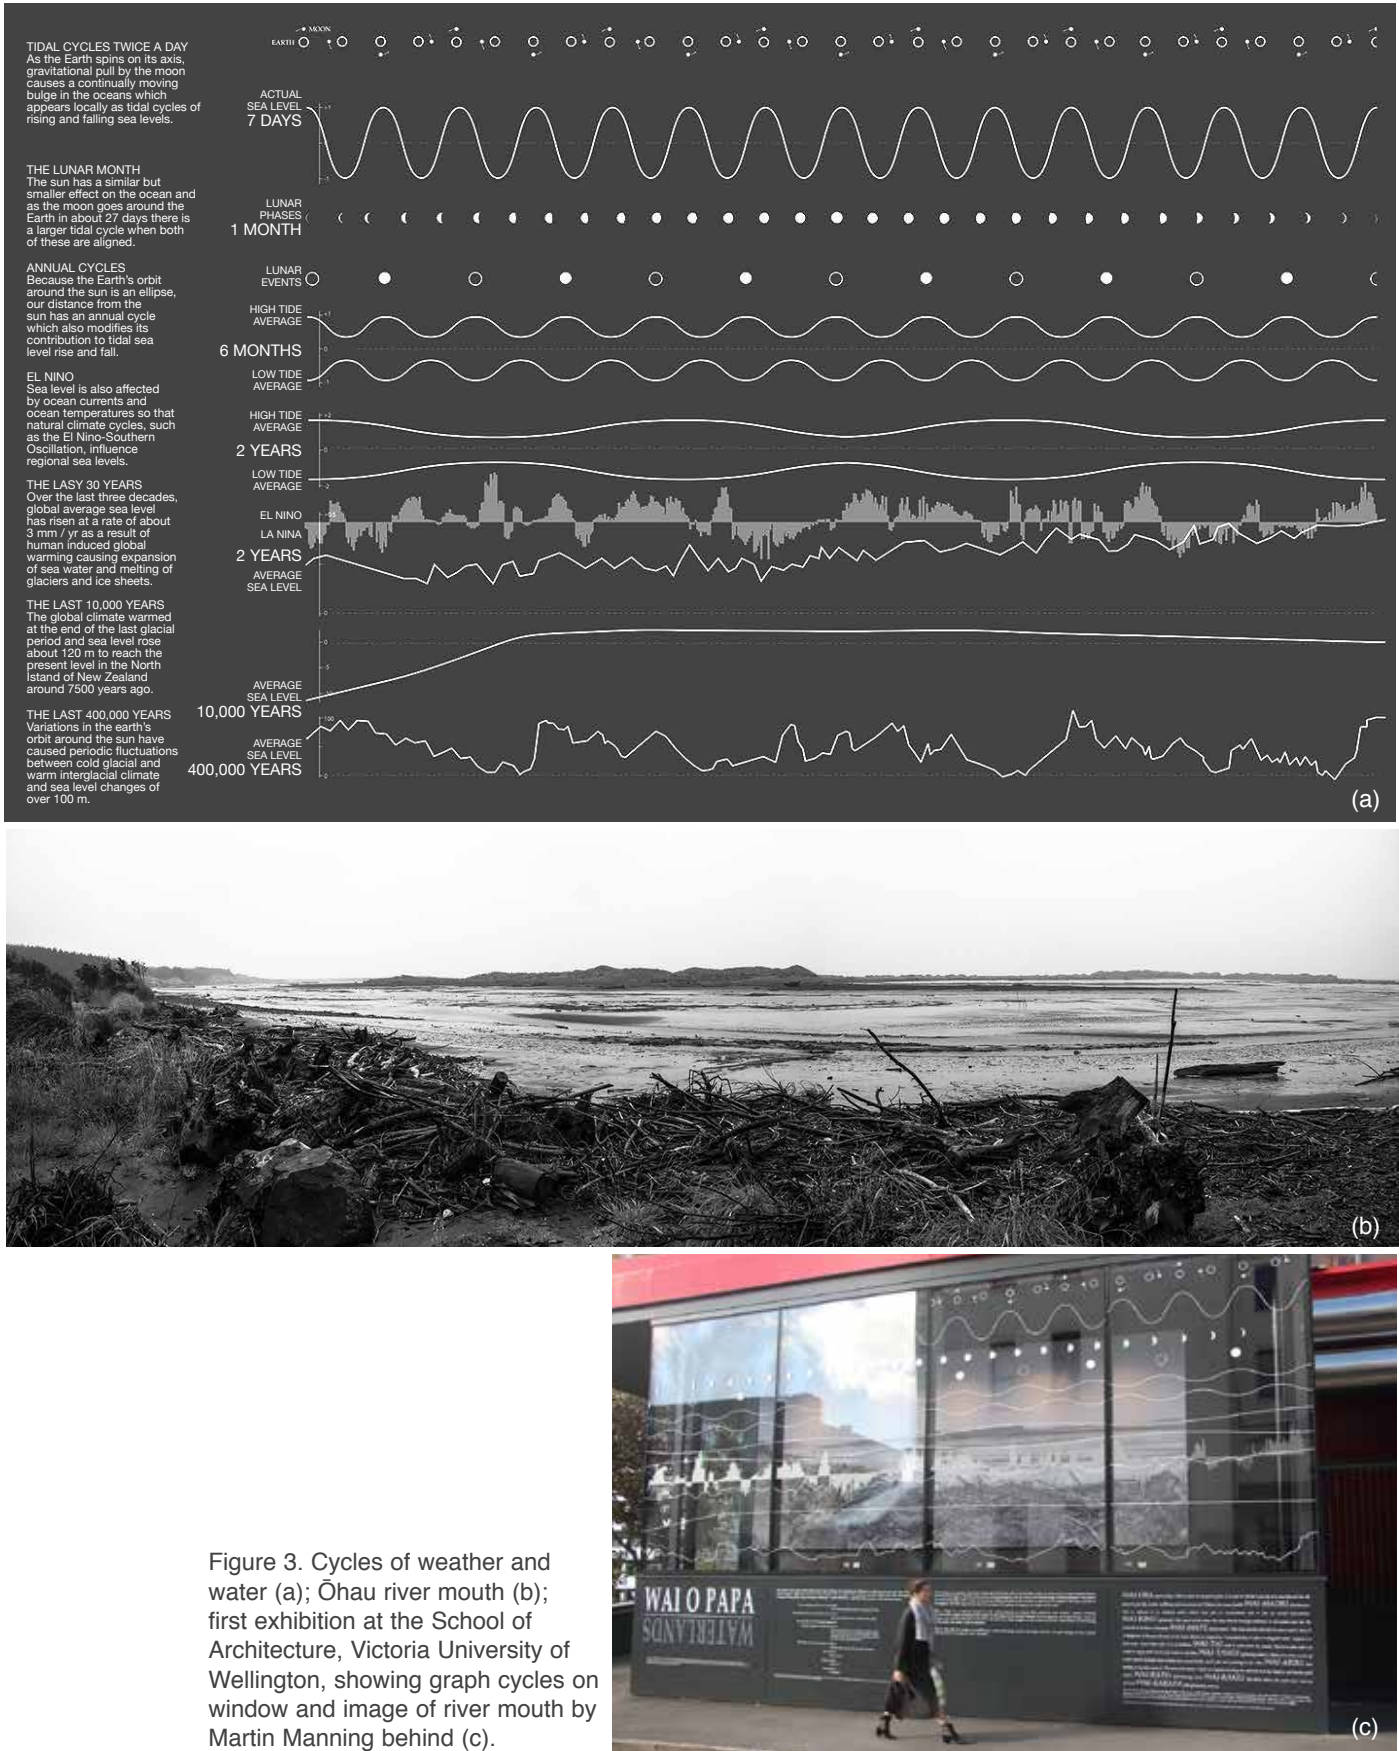 MOON
EARTH
TIDAL CYCLES TWICE A DAY
As the Earth spins on its axis,
gravitational pull by the moon
causes a continually moving
bulge in the oceans which
appears locally as tidal cycles of
rising and falling sea levels.
ACTUAL
SEA LEVEL
7 DAYS
+1
-1
THE LUNAR MONTH
The sun has a similar but
smaller effect on the ocean and
as the moon goes around the
Earth in about 27 days there is
a larger tidal cycle when both
of these are aligned.
LUNAR
PHASES
1 MONTH
ANNUAL CYCLES
Because the Earth's orbit
around the sun is an ellipse,
our distance from the
sun has an annual cycle
which also modifies its
contribution to tidal sea
level rise and fall.
LUNAR
EVENTS
HIGH TIDE
AVERAGE
+1
6 MONTHS
0
LOW TIDE
AVERAGE
-1
EL NINO
Sea level is also affected
by ocean currents and
ocean temperatures so that
natural climate cycles, such
as the El Nino-Southern
Oscillation, influence
regional sea levels.
HIGH TIDE
AVERAGE
+2
2 YEARS
0
LOW TIDE
AVERAGE
-2
THE LASY 30 YEARS
Over the last three decades,
global average sea level
has risen at a rate of about
3 mm / yr as a result of
human induced global
warming causing expansion
of sea water and melting of
glaciers and ice sheets.
EL NINO
LA NINA
2 YEARS
AVERAGE
SEA LEVEL
0
THE LAST 10,000 YEARS
The global climate warmed
at the end of the last glacial
period and sea level rose
about 120 m to reach the
present level in the North
Istand of New Zealand
around 7500 years ago.
0
-5
AVERAGE
SEA LEVEL
10,000 YEARS
THE LAST 400,000 YEARS
Variations in the earth's
orbit around the sun have
caused periodic fluctuations
between cold glacial and
warm interglacial climate
and sea level changes of
over 100 m.
100
AVERAGE
SEA LEVEL
400,000 YEARS
0
(a)
(b)
WAI O PAPA
WATERLANDS
(c)
Figure 3. Cycles of weather and
water (a); Ōhau river mouth (b);
first exhibition at the School of
Architecture, Victoria University of
Wellington, showing graph cycles on
window and image of river mouth by
Martin Manning behind (c).